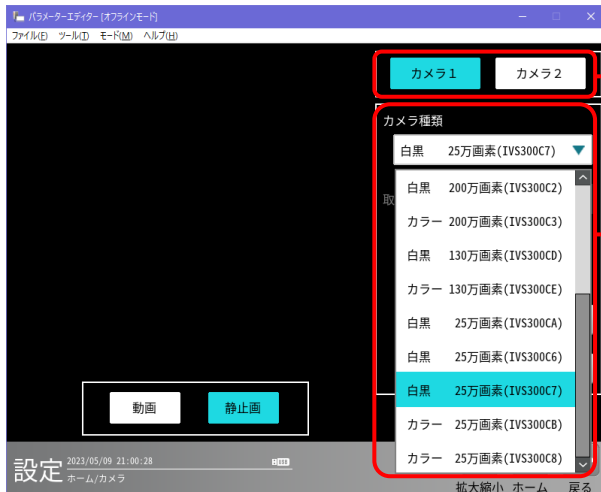 パラメーターエディター [オフラインモード]
ファイル(F) ツール(T) モード(M) ヘルプ(H)
カメラ1 カメラ2
カメラ種類
白黒 25万画素(IVS300C7)
取
白黒 200万画素(IVS300C2)
カラー 200万画素(IVS300C3)
白黒 130万画素(IVS300CD)
カラー 130万画素(IVS300CE)
白黒 25万画素(IVS300CA)
白黒 25万画素(IVS300C6)
白黒 25万画素(IVS300C7)
カラー 25万画素(IVS300CB)
カラー 25万画素(IVS300C8)
動画 静止画
設定 2023/05/09 21:00:28
ホーム/カメラ
拡大縮小 ホーム 戻る